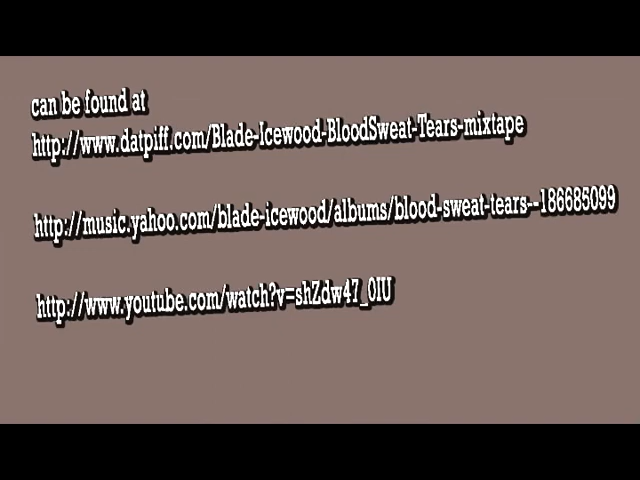 can be found at
http://www.datpiff.com/Blade-Icewood-BloodSweat-Tears-mixtape
http://music.yahoo.com/blade-icewood/albums/blood-sweat-tears--186685099
http://www.youtube.com/watch?v=shZdw47_0IU